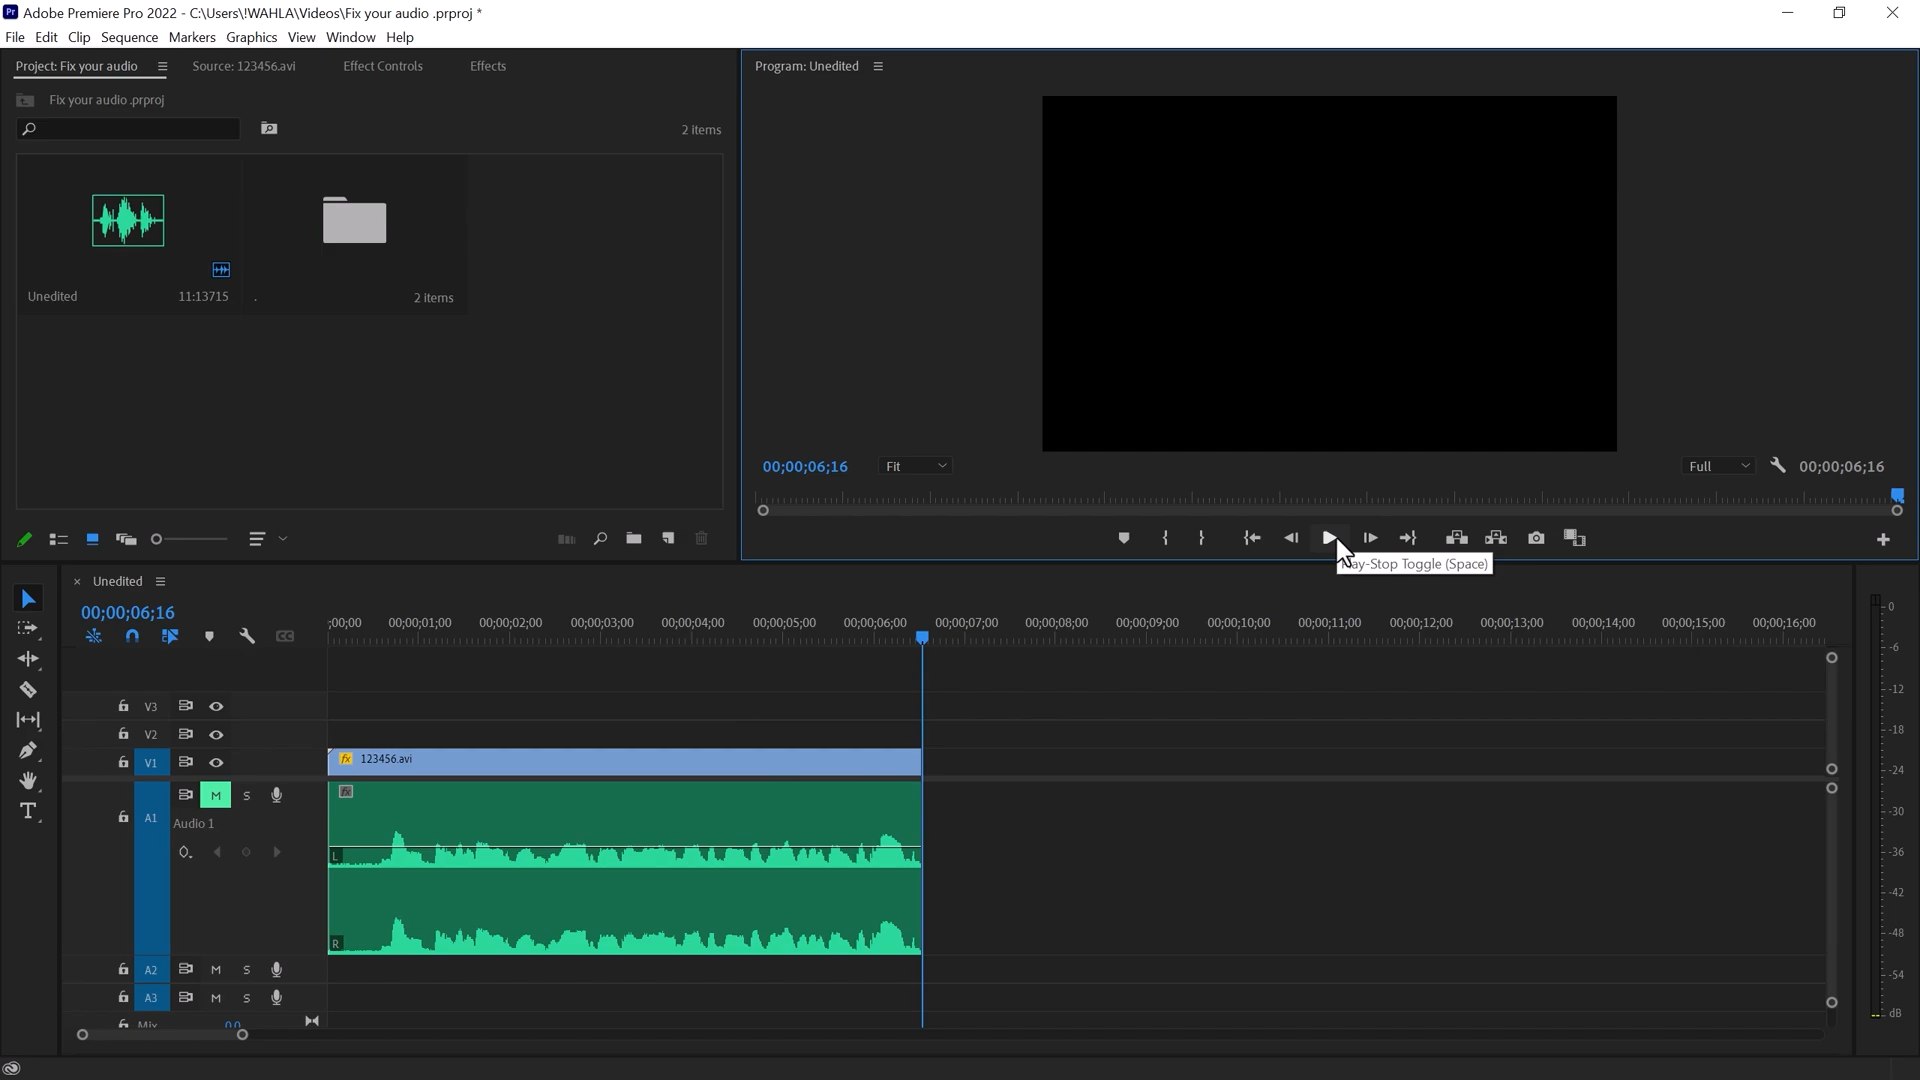 Pr Adobe Premiere Pro 2022 - C:\Users\!WAHLA\Videos\Fix your audio .prproj *
File Edit Clip Sequence Markers Graphics View Window Help
Project: Fix your audio Source: 123456.avi Effect Controls Effects
Program: Unedited
Fix your audio .prproj
2 items
Unedited 11:13715 . 2 items
00;00;06;16 Fit Full 00;00;06;16
ay-Stop Toggle (Space)
× Unedited
00;00;06;16
;00;00 00;00;01;00 00;00;02;00 00;00;03;00 00;00;04;00 00;00;05;00 00;00;06;00 00;00;07;00 00;00;08;00 00;00;09;00 00;00;10;00 00;00;11;00 00;00;12;00 00;00;13;00 00;00;14;00 00;00;15;00 00;00;16;00
CC
V3
V2
V1 fx 123456.avi
M S fx
A1
Audio 1
L
R
A2 M S
A3 M S
Mix 0.0
T
0
-6
-12
-18
-24
-30
-36
-42
-48
-54
dB